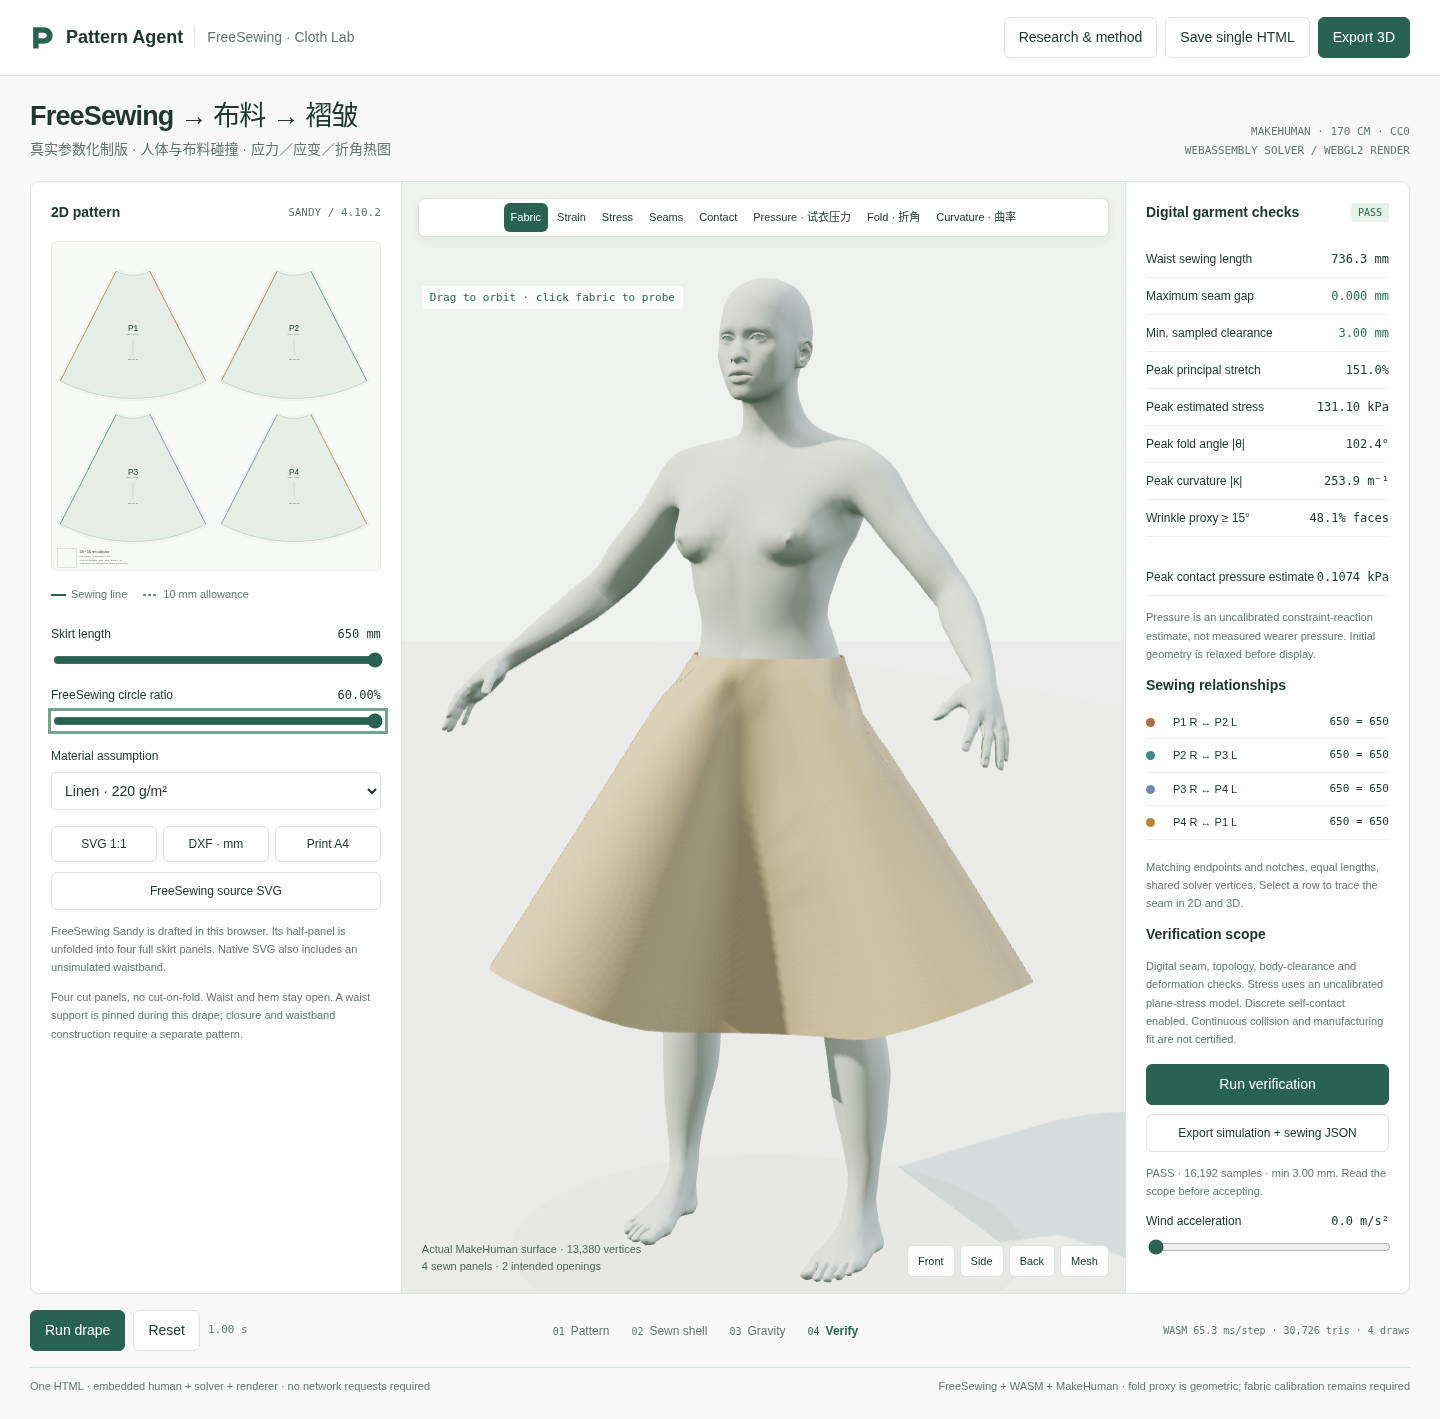 Pattern Agent
FreeSewing · Cloth Lab
Research & method
Save single HTML
Export 3D
FreeSewing → 布料 → 褶皱
真实参数化制版 · 人体与布料碰撞 · 应力／应变／折角热图
MAKEHUMAN · 170 CM · CC0
WEBASSEMBLY SOLVER / WEBGL2 RENDER
2D pattern
SANDY / 4.10.2
P1
P2
P3
P4
Sewing line
10 mm allowance
Skirt length
650 mm
FreeSewing circle ratio
60.00%
Material assumption
Linen · 220 g/m²
SVG 1:1
DXF · mm
Print A4
FreeSewing source SVG
FreeSewing Sandy is drafted in this browser. Its half-panel is
unfolded into four full skirt panels. Native SVG also includes an
unsimulated waistband.
Four cut panels, no cut-on-fold. Waist and hem stay open. A waist
support is pinned during this drape; closure and waistband
construction require a separate pattern.
Fabric
Strain
Stress
Seams
Contact
Pressure · 试衣压力
Fold · 折角
Curvature · 曲率
Drag to orbit · click fabric to probe
Actual MakeHuman surface · 13,380 vertices
4 sewn panels · 2 intended openings
Front
Side
Back
Mesh
Digital garment checks
PASS
Waist sewing length
736.3 mm
Maximum seam gap
0.000 mm
Min. sampled clearance
3.00 mm
Peak principal stretch
151.0%
Peak estimated stress
131.10 kPa
Peak fold angle |θ|
102.4°
Peak curvature |κ|
253.9 m⁻¹
Wrinkle proxy ≥ 15°
48.1% faces
Peak contact pressure estimate
0.1074 kPa
Pressure is an uncalibrated constraint-reaction
estimate, not measured wearer pressure. Initial
geometry is relaxed before display.
Sewing relationships
P1 R ↔ P2 L
650 = 650
P2 R ↔ P3 L
650 = 650
P3 R ↔ P4 L
650 = 650
P4 R ↔ P1 L
650 = 650
Matching endpoints and notches, equal lengths,
shared solver vertices. Select a row to trace the
seam in 2D and 3D.
Verification scope
Digital seam, topology, body-clearance and
deformation checks. Stress uses an uncalibrated
plane-stress model. Discrete self-contact
enabled. Continuous collision and manufacturing
fit are not certified.
Run verification
Export simulation + sewing JSON
PASS · 16,192 samples · min 3.00 mm. Read the
scope before accepting.
Wind acceleration
0.0 m/s²
Run drape
Reset
1.00 s
01 Pattern
02 Sewn shell
03 Gravity
04 Verify
WASM 65.3 ms/step · 30,726 tris · 4 draws
One HTML · embedded human + solver + renderer · no network requests required
FreeSewing + WASM + MakeHuman · fold proxy is geometric; fabric calibration remains required